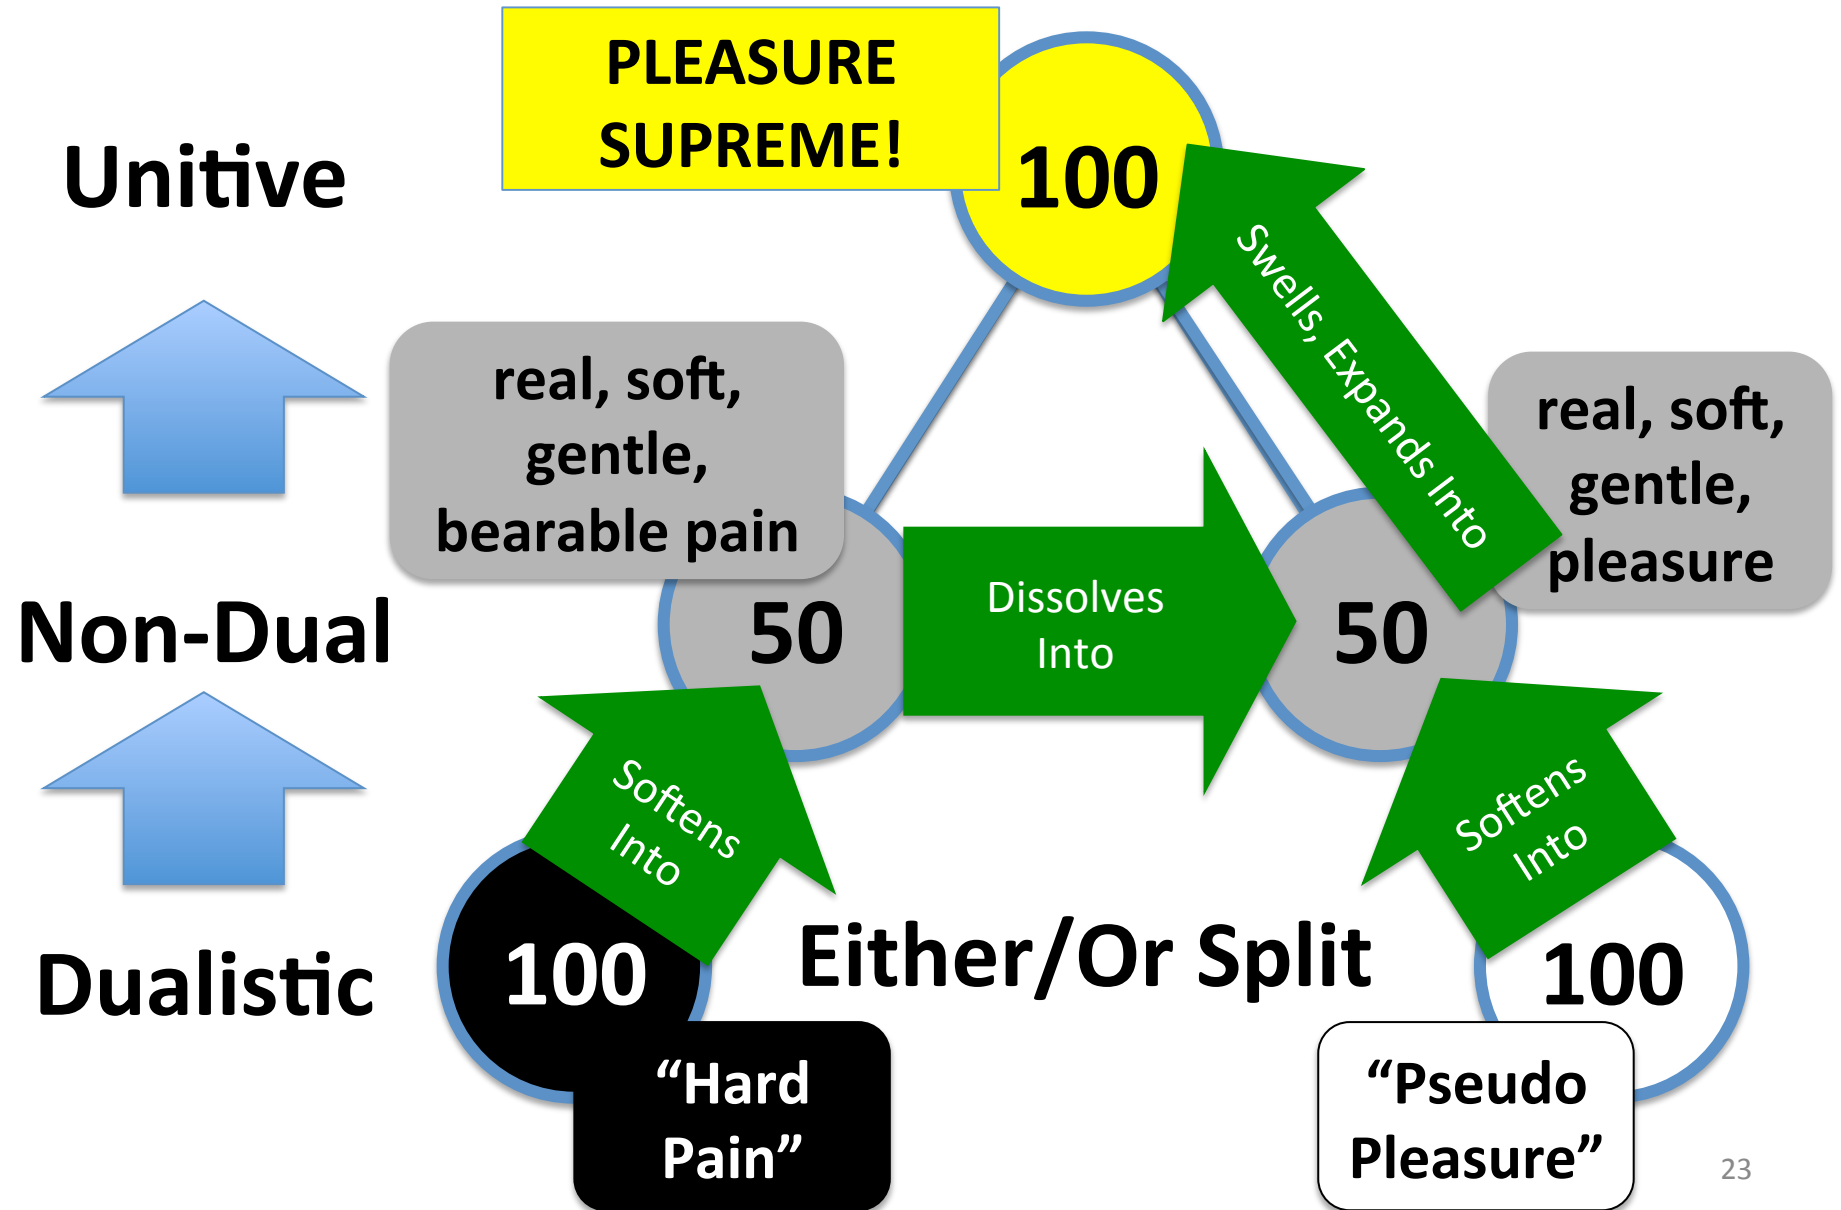 PLEASURE
SUPREME!
100
Unitive
Swells, Expands Into
real, soft,
gentle,
bearable pain
real, soft,
gentle,
pleasure
Non-Dual
50
Dissolves
Into
50
Softens
Into
Softens
Into
Dualistic
100
Either/Or Split
100
“Hard
Pain”
“Pseudo
Pleasure”
23